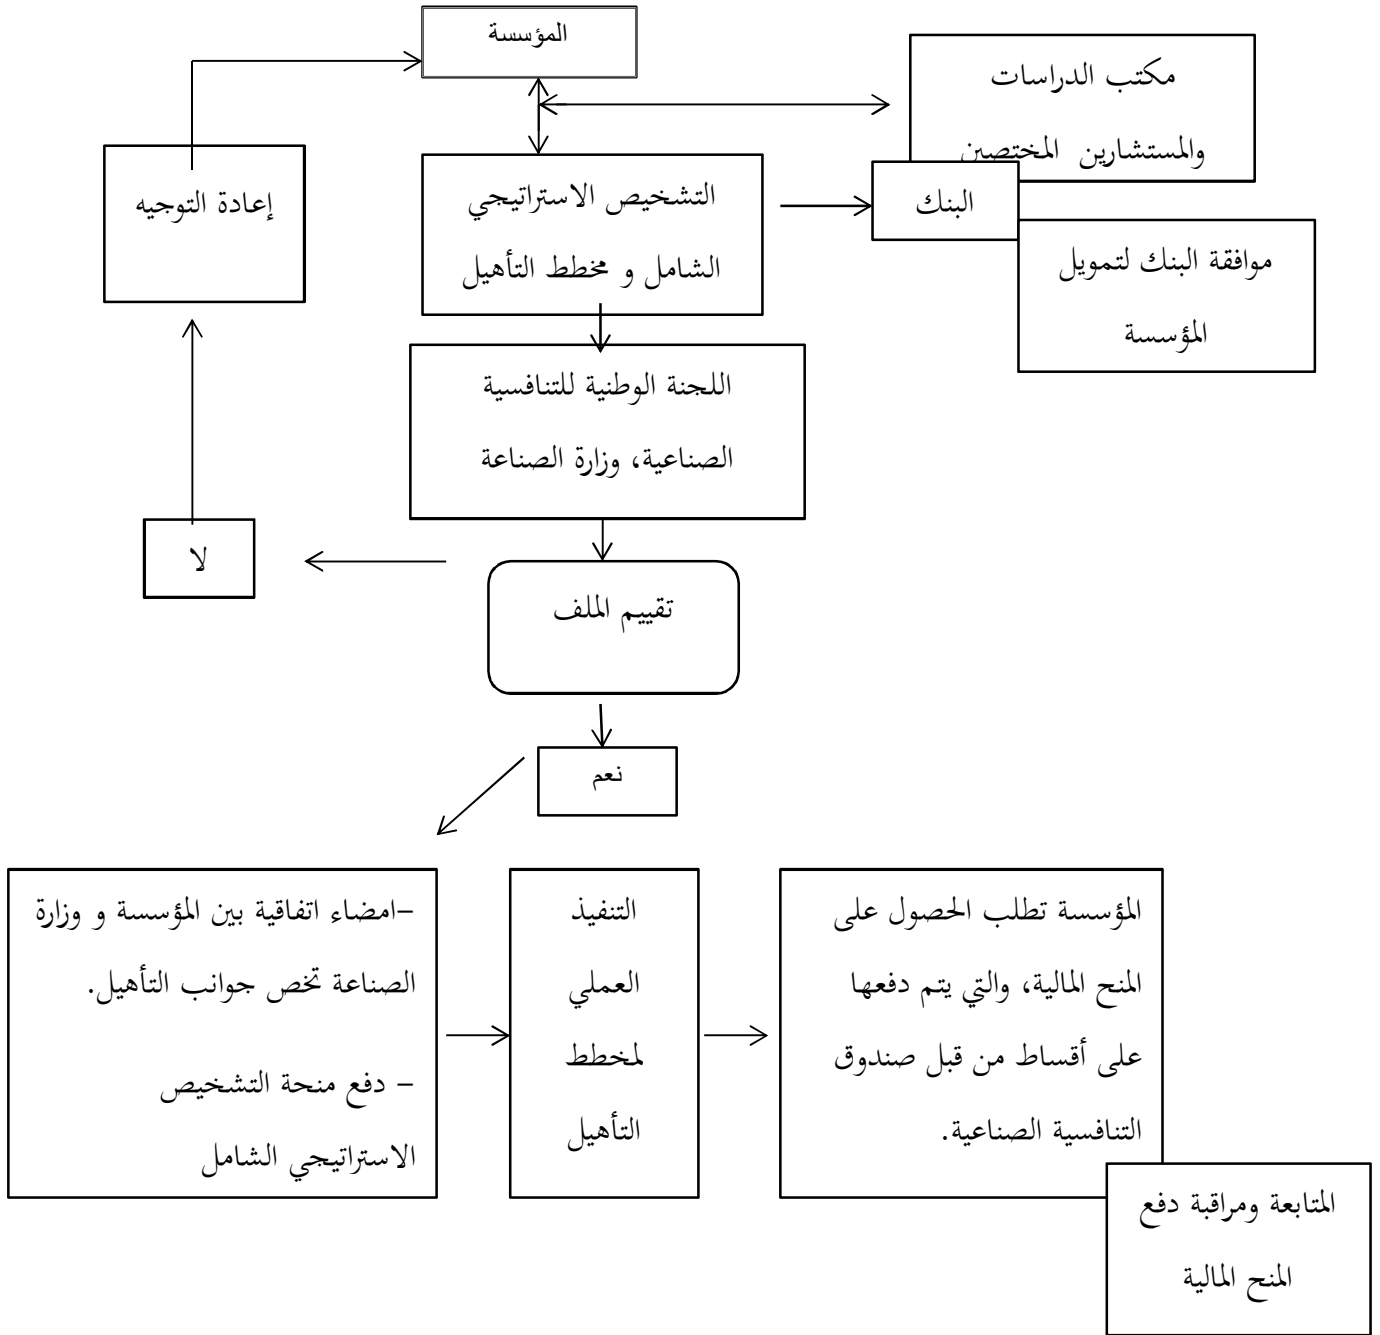 المؤسسة
مكتب الدراسات
والمستشارين المختصين
إعادة التوجيه
التشخيص الاستراتيجي
الشامل و مخطط التأهيل
البنك
موافقة البنك لتمويل
المؤسسة
اللجنة الوطنية للتنافسية
الصناعية، وزارة الصناعة
لا
تقييم الملف
نعم
المؤسسة تطلب الحصول على
المنح المالية، والتي يتم دفعها
على أقساط من قبل صندوق
التنافسية الصناعية.
التنفيذ
العملي
لمخطط
التأهيل
–امضاء اتفاقية بين المؤسسة و وزارة
الصناعة تخص جوانب التأهيل.
– دفع منحة التشخيص
الاستراتيجي الشامل
المتابعة ومراقبة دفع
المنح المالية